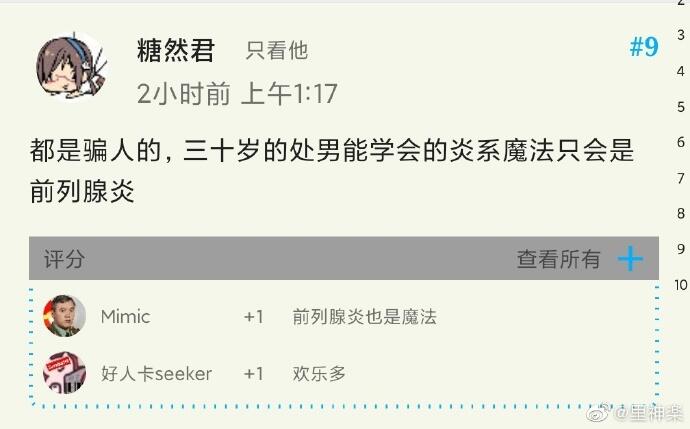 糖然君 只看他 #9
2小时前 上午1:17
都是骗人的，三十岁的处男能学会的炎系魔法只会是
前列腺炎
评分 查看所有 +
Mimic +1 前列腺炎也是魔法
好人卡seeker +1 欢乐多
2
3
4
5
6
7
8
9
10
@里神楽